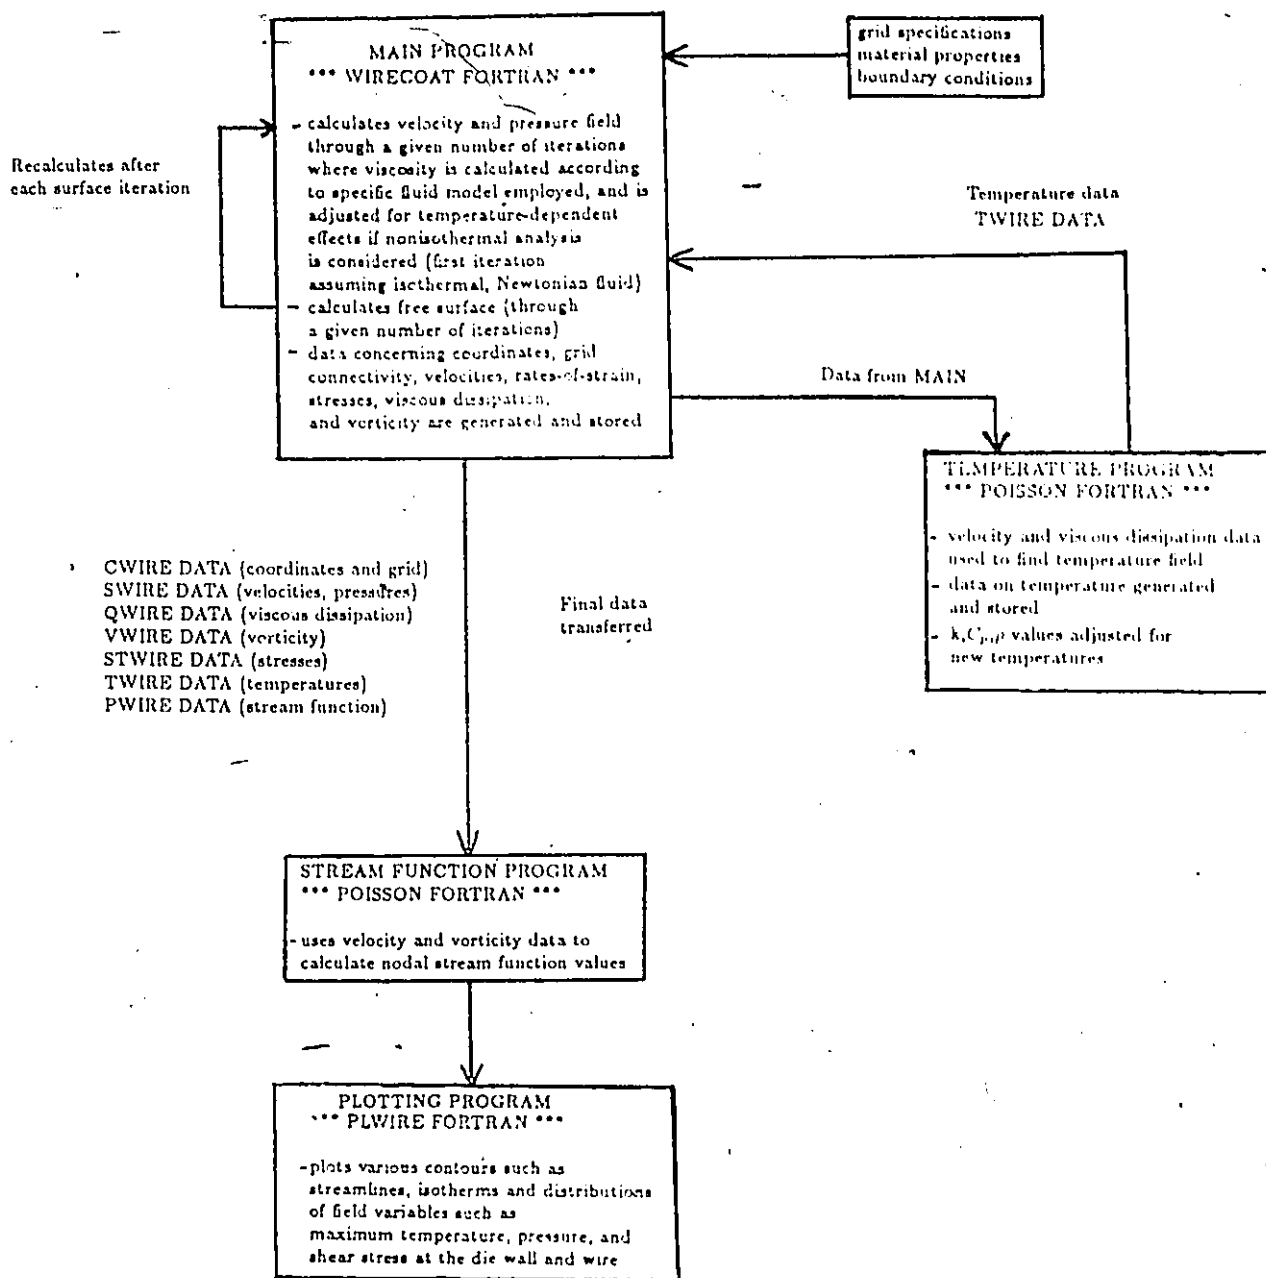 MAIN PROGRAM
*** WIRECOAT FORTRAN ***
- calculates velocity and pressure field
through a given number of iterations
where viscosity is calculated according
to specific fluid model employed, and is
adjusted for temperature-dependent
effects if nonisothermal analysis
is considered (first iteration
assuming isothermal, Newtonian fluid)
- calculates free surface (through
a given number of iterations)
- data concerning coordinates, grid
connectivity, velocities, rates-of-strain,
stresses, viscous dissipation,
and vorticity are generated and stored
grid specifications
material properties
boundary conditions
Recalculates after
each surface iteration
Temperature data
TWIRE DATA
Data from MAIN
TEMPERATURE PROGRAM
*** POISSON FORTRAN ***
- velocity and viscous dissipation data
used to find temperature field
- data on temperature generated
and stored
- k,Cp,ρ values adjusted for
new temperatures
CWIRE DATA (coordinates and grid)
SWIRE DATA (velocities, pressures)
QWIRE DATA (viscous dissipation)
VWIRE DATA (vorticity)
STWIRE DATA (stresses)
TWIRE DATA (temperatures)
PWIRE DATA (stream function)
Final data
transferred
STREAM FUNCTION PROGRAM
*** POISSON FORTRAN ***
- uses velocity and vorticity data to
calculate nodal stream function values
PLOTTING PROGRAM
*** PLWIRE FORTRAN ***
- plots various contours such as
streamlines, isotherms and distributions
of field variables such as
maximum temperature, pressure, and
shear stress at the die wall and wire